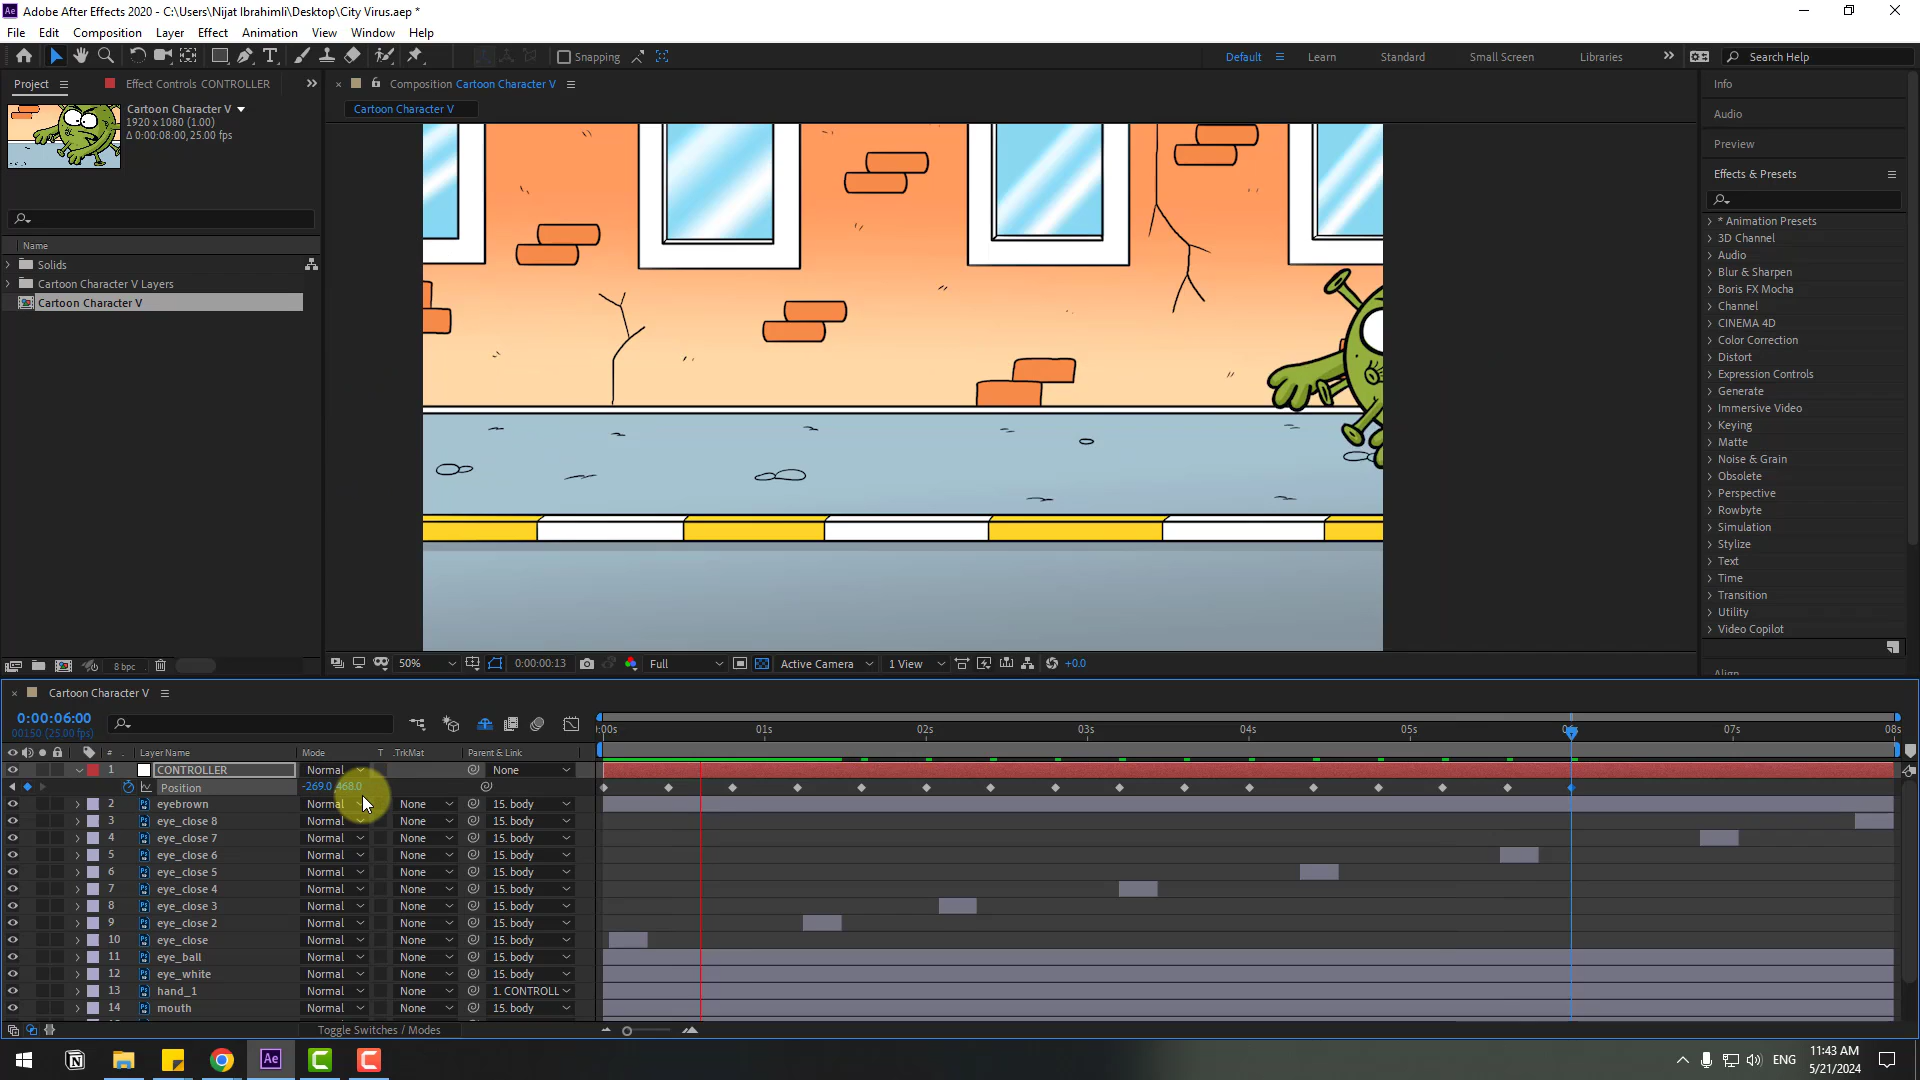 Adobe After Effects 2020 - C:\Users\Nijat Ibrahimli\Desktop\City Virus.aep *
File Edit Composition Layer Effect Animation View Window Help
Snapping Default Learn Standard Small Screen Libraries Search Help
Project Effect Controls CONTROLLER Composition Cartoon Character V Info
Cartoon Character V
Cartoon Character V
1920 x 1080 (1.00)
Δ 0:00:08:00, 25.00 fps
Audio
Preview
Effects & Presets
* Animation Presets
3D Channel
Audio
Blur & Sharpen
Boris FX Mocha
Channel
CINEMA 4D
Color Correction
Distort
Expression Controls
Generate
Immersive Video
Keying
Matte
Noise & Grain
Obsolete
Perspective
Rowbyte
Simulation
Stylize
Text
Time
Transition
Utility
Video Copilot
Align
Name
Solids
Cartoon Character V Layers
Cartoon Character V
8 bpc 50% 0:00:00:13 Full Active Camera 1 View +0.0
Cartoon Character V
0:00:06:00
00150 (25.00 fps)
:00s 01s 02s 03s 04s 05s 06s 07s 08s
# Layer Name Mode T .TrkMat Parent & Link
1 CONTROLLER Normal None
Position -269.0, 468.0
2 eyebrown Normal None 15. body
3 eye_close 8 Normal None 15. body
4 eye_close 7 Normal None 15. body
5 eye_close 6 Normal None 15. body
6 eye_close 5 Normal None 15. body
7 eye_close 4 Normal None 15. body
8 eye_close 3 Normal None 15. body
9 eye_close 2 Normal None 15. body
10 eye_close Normal None 15. body
11 eye_ball Normal None 15. body
12 eye_white Normal None 15. body
13 hand_1 Normal None 1. CONTROLL
14 mouth Normal None 15. body
Toggle Switches / Modes
ENG 11:43 AM
5/21/2024